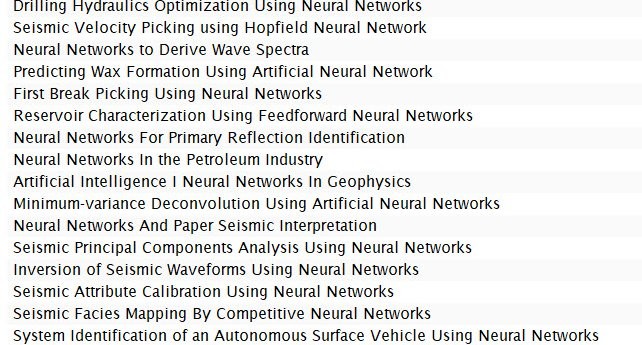 Drilling Hydraulics Optimization Using Neural Networks
Seismic Velocity Picking using Hopfield Neural Network
Neural Networks to Derive Wave Spectra
Predicting Wax Formation Using Artificial Neural Network
First Break Picking Using Neural Networks
Reservoir Characterization Using Feedforward Neural Networks
Neural Networks For Primary Reflection Identification
Neural Networks In the Petroleum Industry
Artificial Intelligence I Neural Networks In Geophysics
Minimum-variance Deconvolution Using Artificial Neural Networks
Neural Networks And Paper Seismic Interpretation
Seismic Principal Components Analysis Using Neural Networks
Inversion of Seismic Waveforms Using Neural Networks
Seismic Attribute Calibration Using Neural Networks
Seismic Facies Mapping By Competitive Neural Networks
System Identification of an Autonomous Surface Vehicle Using Neural Networks